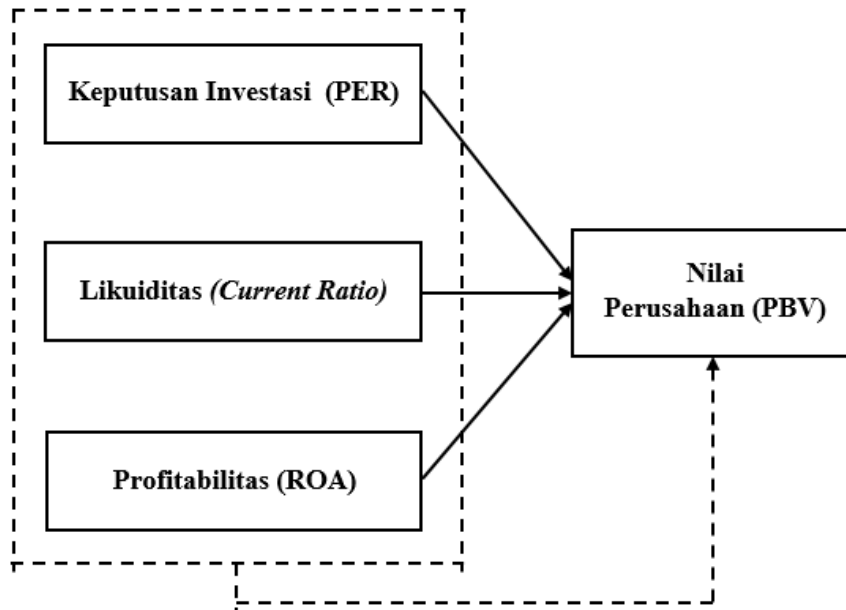 Keputusan Investasi (PER)
Likuiditas (Current Ratio)
Profitabilitas (ROA)
Nilai
Perusahaan (PBV)